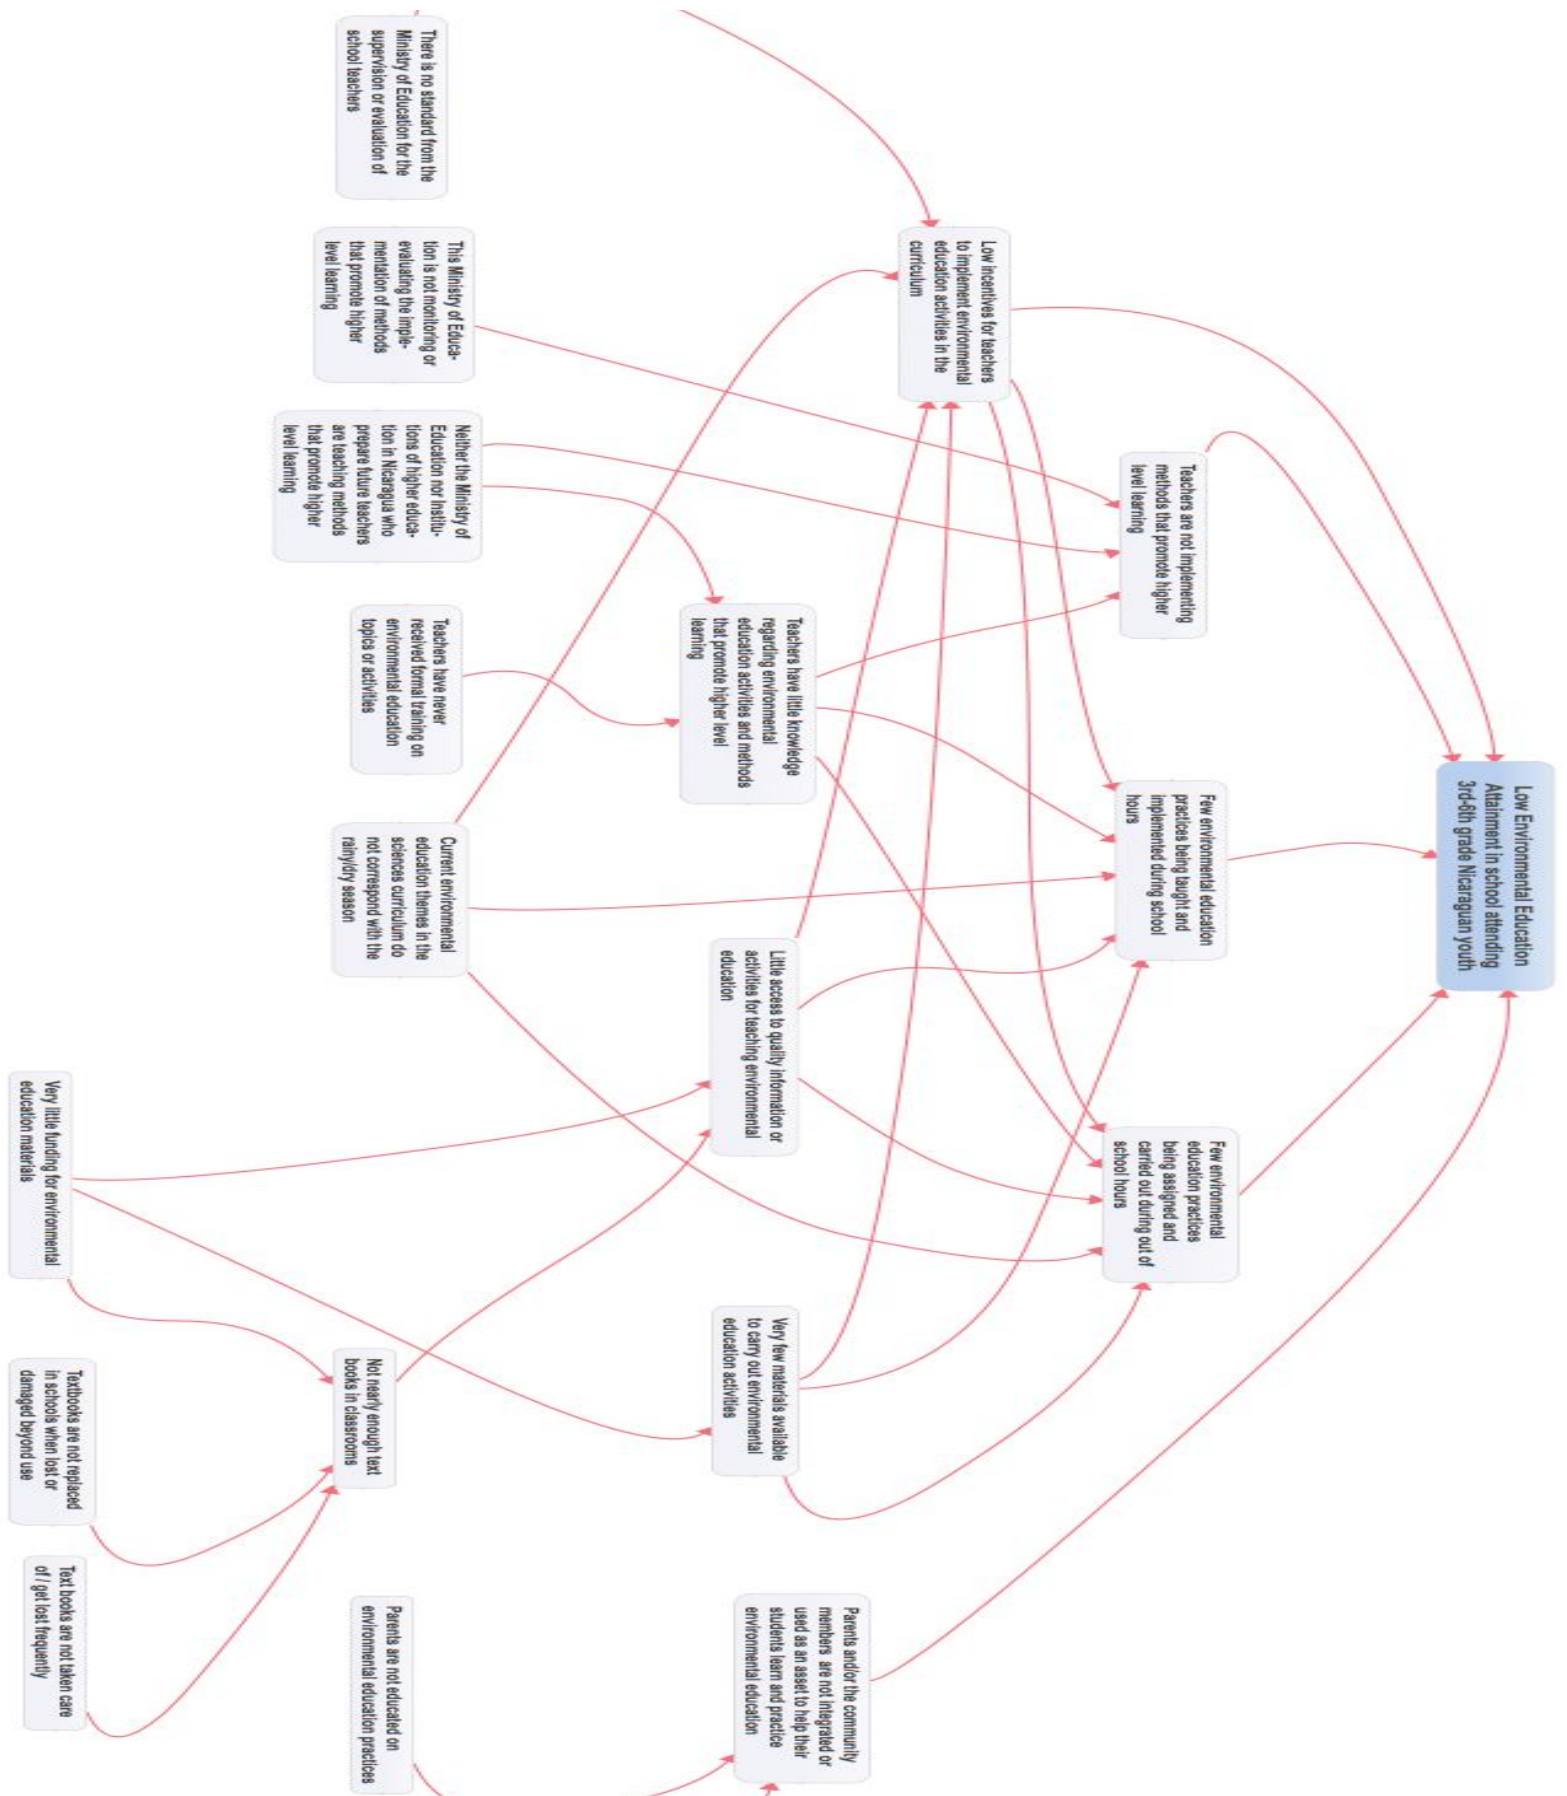 Low Environmental Education
Attainment in school attending
3rd-6th grade Nicaraguan youth
Teachers are not implementing
methods that promote higher
level learning
Few environmental education
practices being taught and
implemented during school
hours
Few environmental
education practices
being assigned and
carried out during out of
school hours
Low incentives for teachers
to implement environmental
education activities in the
curriculum
Teachers have little knowledge
regarding environmental
education activities and methods
that promote higher level
learning
Little access to quality information or
activities for teaching environmental
education
Very few materials available
to carry out environmental
education activities
Parents and/or the community
members are not integrated or
used as an asset to help their
students learn and practice
environmental education
There is no standard from the
Ministry of Education for the
supervision or evaluation of
school teachers
This Ministry of Educa-
tion is not monitoring or
evaluating the imple-
mentation of methods
that promote higher
level learning
Neither the Ministry of
Education nor Institu-
tions of higher educa-
tion in Nicaragua who
prepare future teachers
are teaching methods
that promote higher
level learning
Teachers have never
received formal training on
environmental education
topics or activities
Current environmental
education themes in the
sciences curriculum do
not correspond with the
rainy/dry season
Not nearly enough text
books in classrooms
Parents are not educated on
environmental education practices
Very little funding for environmental
education materials
Textbooks are not replaced
in schools when lost or
damaged beyond use
Text books are not taken care
of / get lost frequently